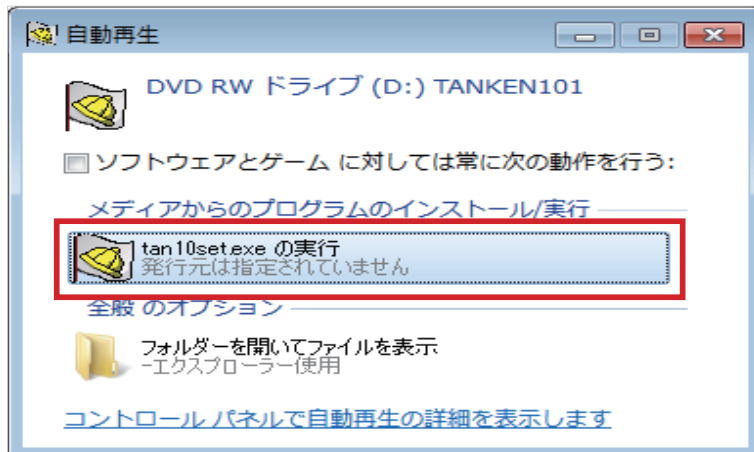 自動再生
DVD RW ドライブ (D:) TANKEN101
ソフトウェアとゲーム に対しては常に次の動作を行う:
メディアからのプログラムのインストール/実行
tan10set.exe の実行
発行元は指定されていません
全般 のオプション
フォルダーを開いてファイルを表示
-エクスプローラー使用
コントロール パネルで自動再生の詳細を表示します